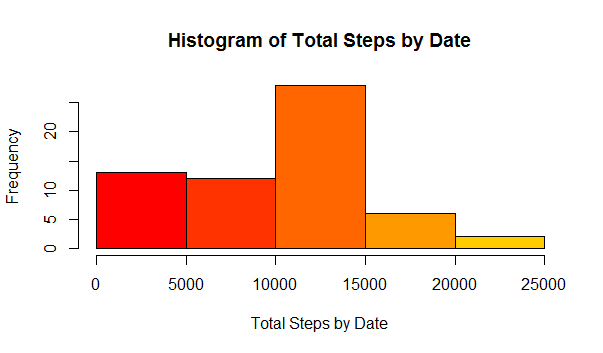 Histogram of Total Steps by Date
Frequency
20
10
5
0
0 5000 10000 15000 20000 25000
Total Steps by Date